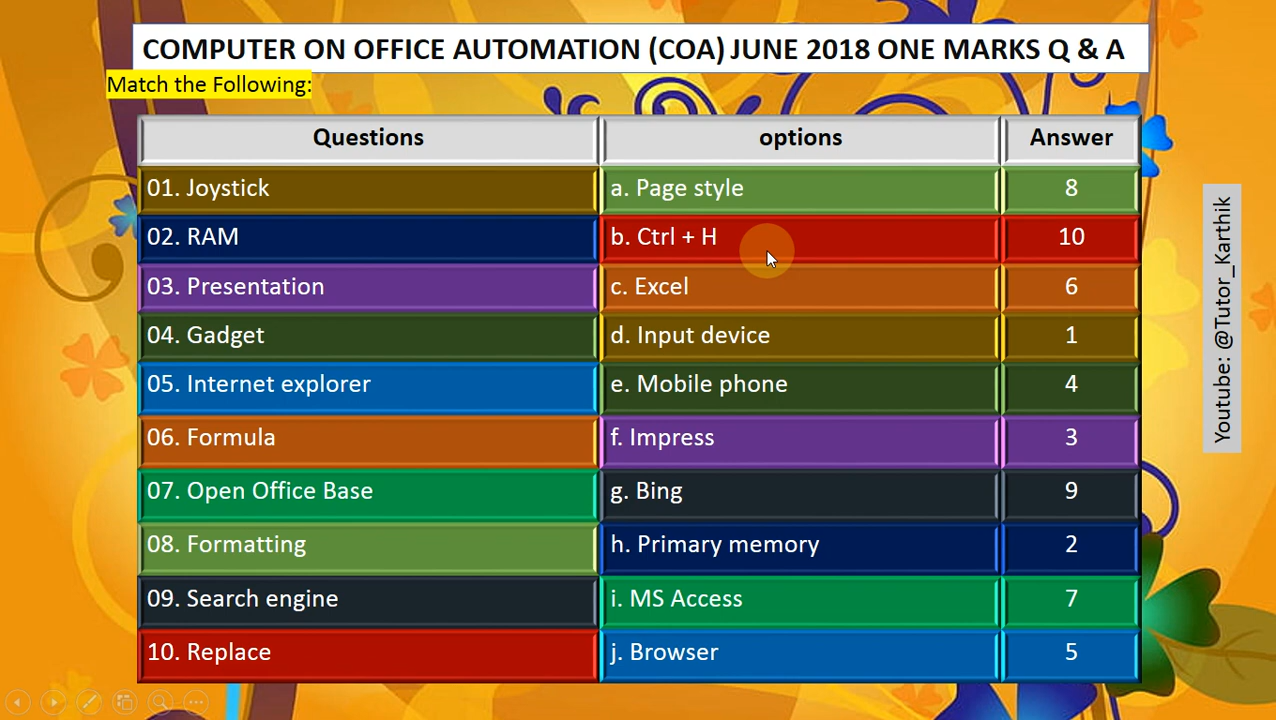 COMPUTER ON OFFICE AUTOMATION (COA) JUNE 2018 ONE MARKS Q & A
Match the Following:
Questions options Answer
01. Joystick a. Page style 8
02. RAM b. Ctrl + H 10
03. Presentation c. Excel 6
04. Gadget d. Input device 1
05. Internet explorer e. Mobile phone 4
06. Formula f. Impress 3
07. Open Office Base g. Bing 9
08. Formatting h. Primary memory 2
09. Search engine i. MS Access 7
10. Replace j. Browser 5
Youtube: @Tutor_Karthik